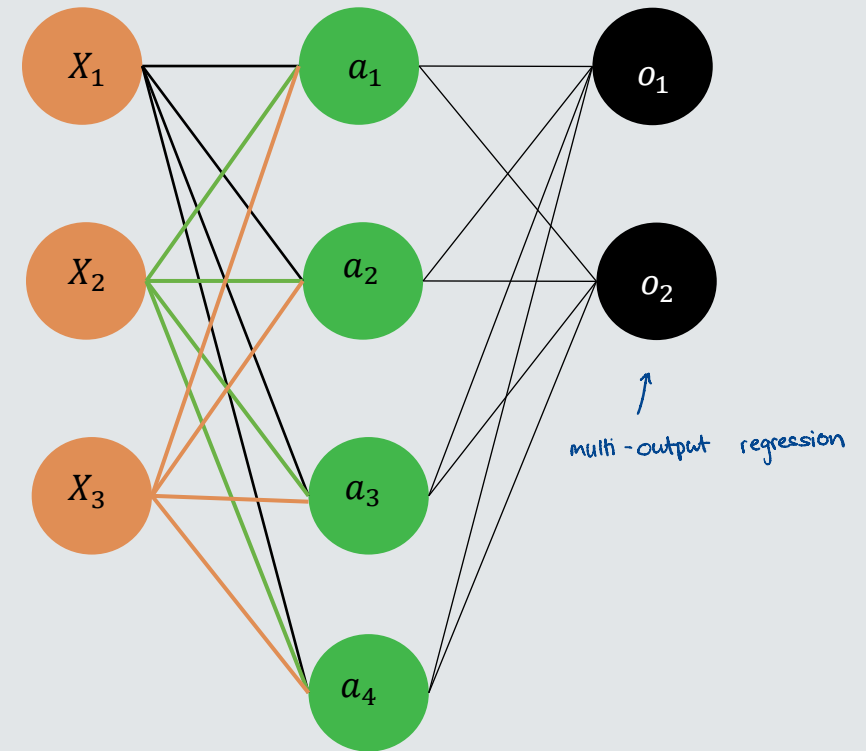 X₁ a₁ o₁
X₂ a₂ o₂
multi-output regression
X₃ a₃
a₄